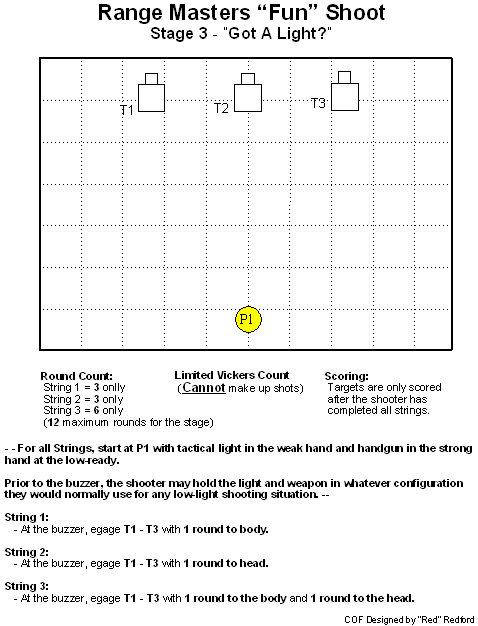 Range Masters “Fun” Shoot
Stage 3 - "Got A Light?"
T1
T2
T3
P1
Round Count:
String 1 = 3 onlly
String 2 = 3 only
String 3 = 6 only
(12 maximum rounds for the stage)
Limited Vickers Count
(Cannot make up shots)
Scoring:
Targets are only scored
after the shooter has
completed all strings.
- - For all Strings, start at P1 with tactical light in the weak hand and handgun in the strong
hand at the low-ready.
Prior to the buzzer, the shooter may hold the light and weapon in whatever configuration
they would normally use for any low-light shooting situation. --
String 1:
- At the buzzer, egage T1 - T3 with 1 round to body.
String 2:
- At the buzzer, egage T1 - T3 with 1 round to head.
String 3:
- At the buzzer, egage T1 - T3 with 1 round to the body and 1 round to the head.
COF Designed by "Red" Redford